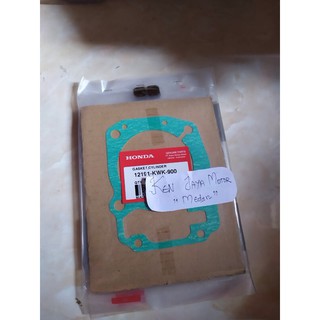 HONDA
GASKET,CYLINDER
12191-KWK-900
KEN JAYA MOTOR
"Medan"